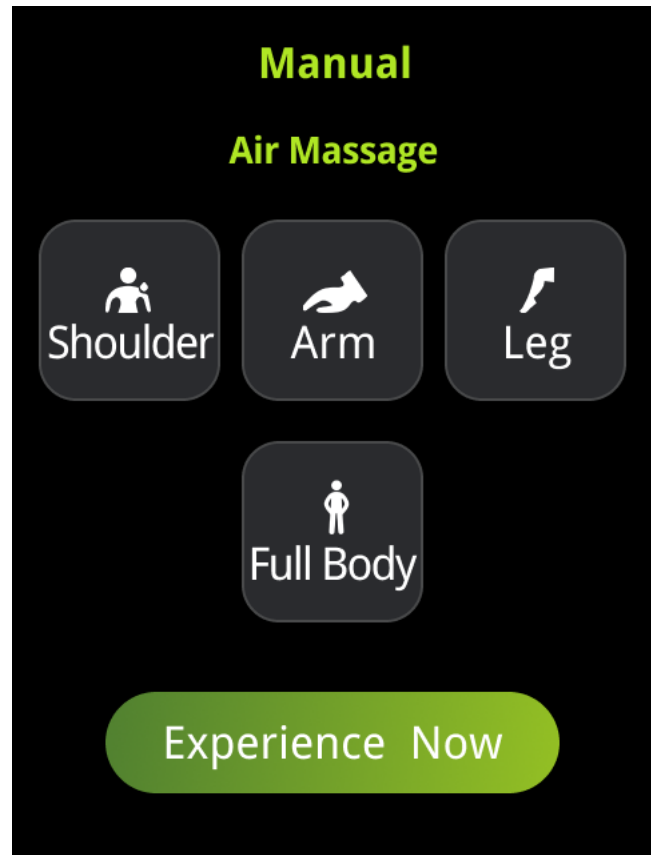 Manual
Air Massage
Shoulder Arm Leg
Full Body
Experience Now